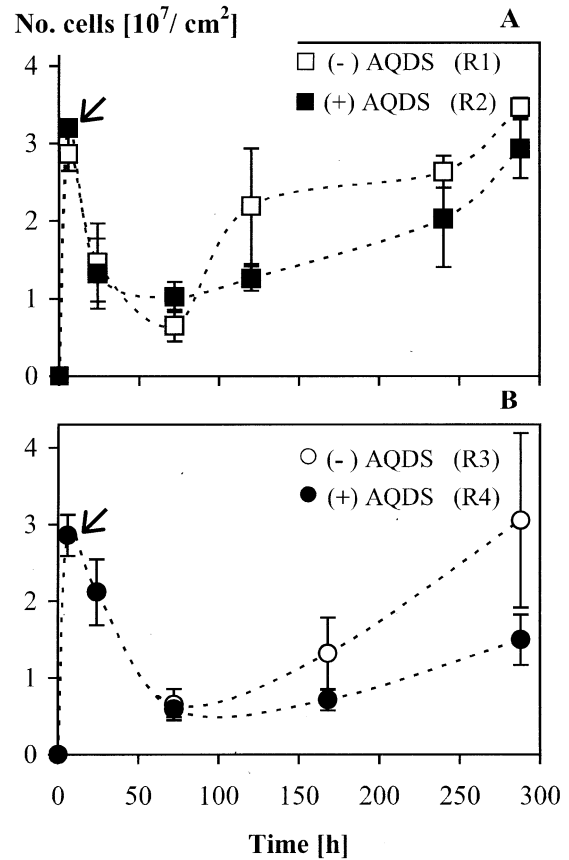 No. cells [10⁷/ cm²]
A
(-) AQDS (R1)
(+) AQDS (R2)
4
3
2
1
0
B
(-) AQDS (R3)
(+) AQDS (R4)
4
3
2
1
0
0 50 100 150 200 250 300
Time [h]